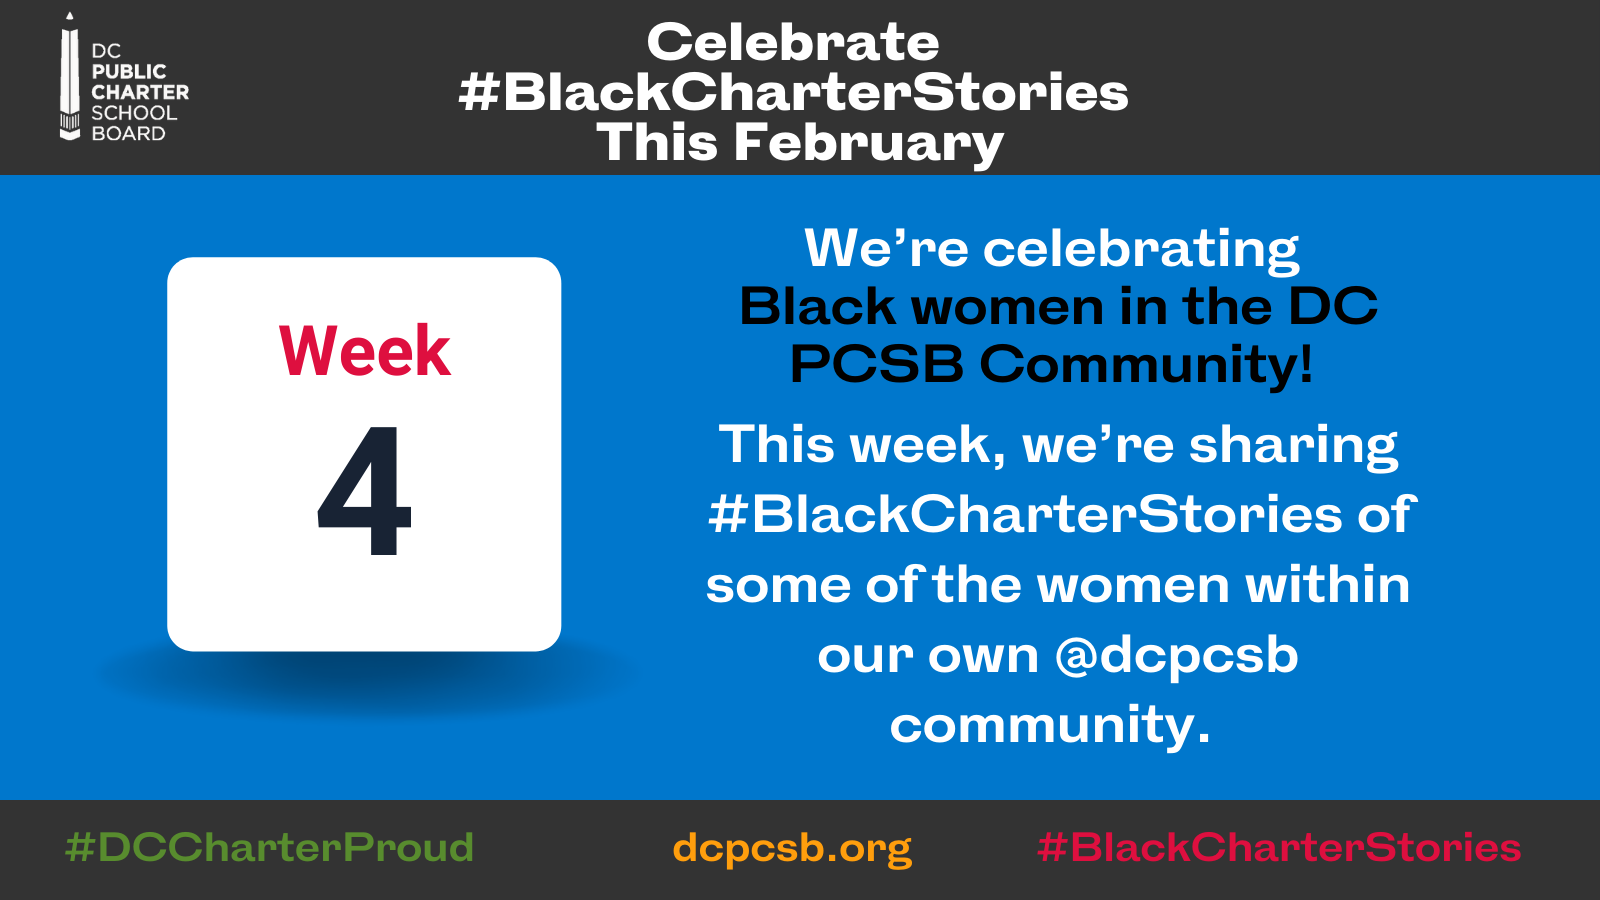 DC
PUBLIC
CHARTER
SCHOOL
BOARD
Celebrate
#BlackCharterStories
This February
Week
4
We’re celebrating
Black women in the DC
PCSB Community!
This week, we’re sharing
#BlackCharterStories of
some of the women within
our own @dcpcsb
community.
#DCCharterProud
dcpcsb.org
#BlackCharterStories